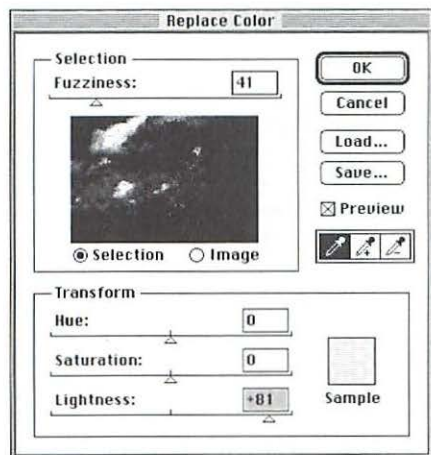 Replace Color
Selection
Fuzziness: 41
Selection Image
OK
Cancel
Load...
Save...
Preview
Transform
Hue: 0
Saturation: 0
Lightness: +81
Sample